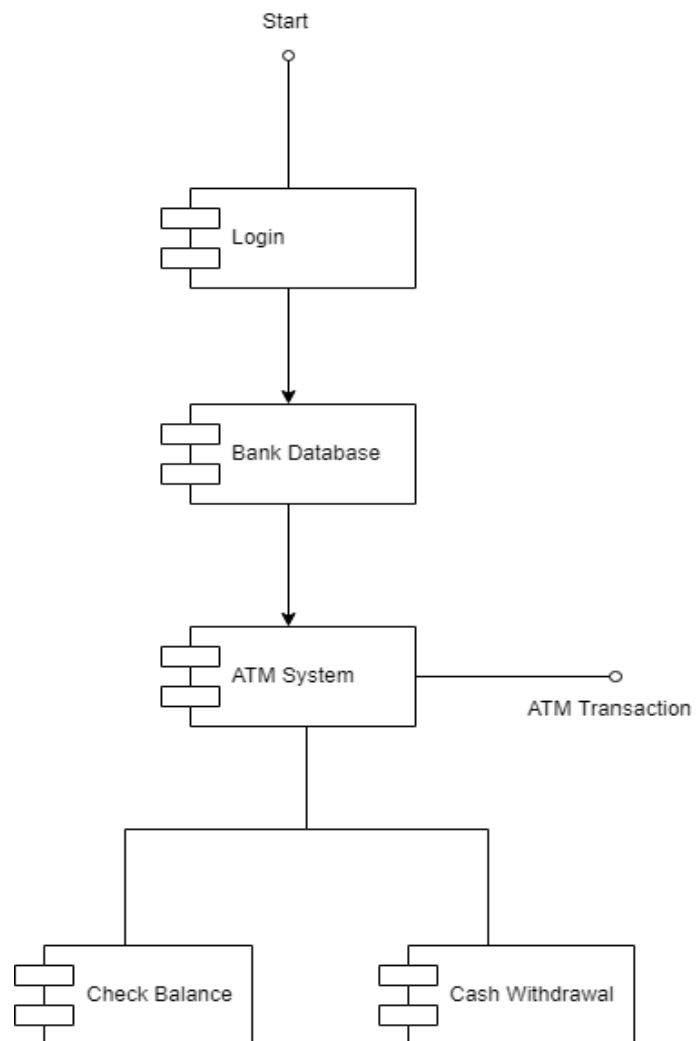 Start
Login
Bank Database
ATM System
ATM Transaction
Check Balance
Cash Withdrawal